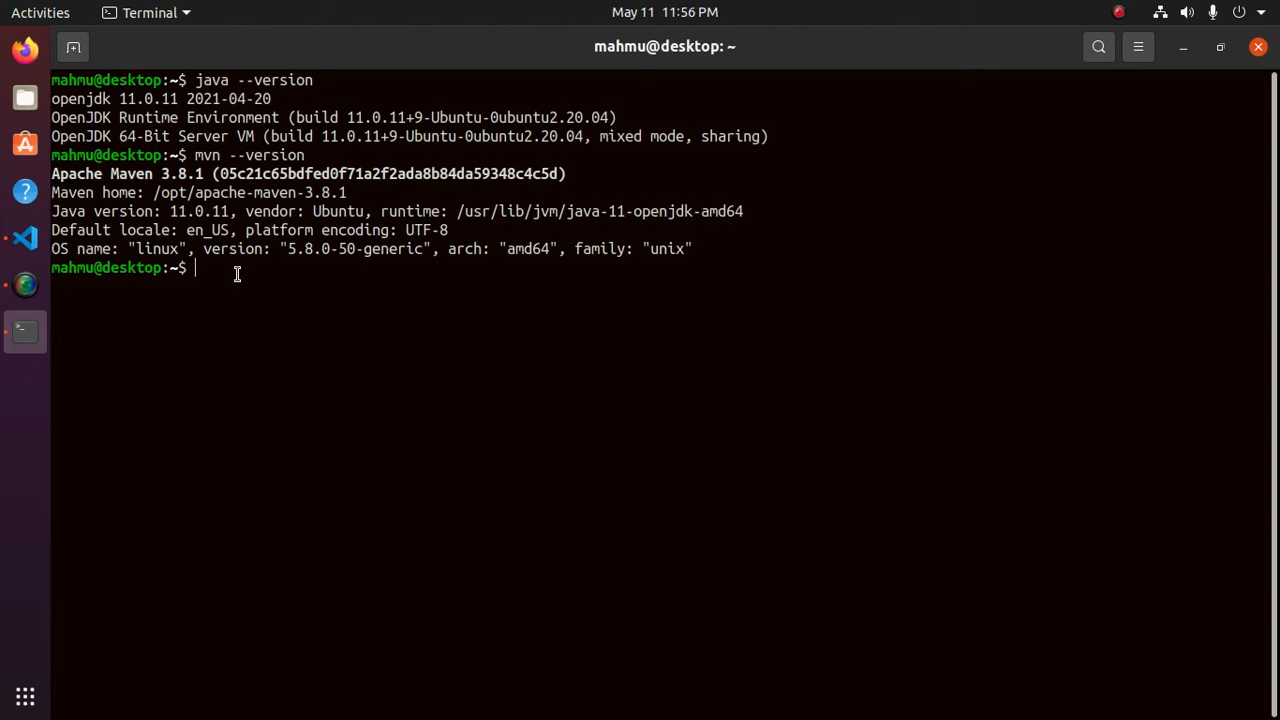 Activities
Terminal
May 11 11:56 PM
mahmu@desktop: ~
mahmu@desktop:~$ java --version
openjdk 11.0.11 2021-04-20
OpenJDK Runtime Environment (build 11.0.11+9-Ubuntu-0ubuntu2.20.04)
OpenJDK 64-Bit Server VM (build 11.0.11+9-Ubuntu-0ubuntu2.20.04, mixed mode, sharing)
mahmu@desktop:~$ mvn --version
Apache Maven 3.8.1 (05c21c65bdfed0f71a2f2ada8b84da59348c4c5d)
Maven home: /opt/apache-maven-3.8.1
Java version: 11.0.11, vendor: Ubuntu, runtime: /usr/lib/jvm/java-11-openjdk-amd64
Default locale: en_US, platform encoding: UTF-8
OS name: "linux", version: "5.8.0-50-generic", arch: "amd64", family: "unix"
mahmu@desktop:~$